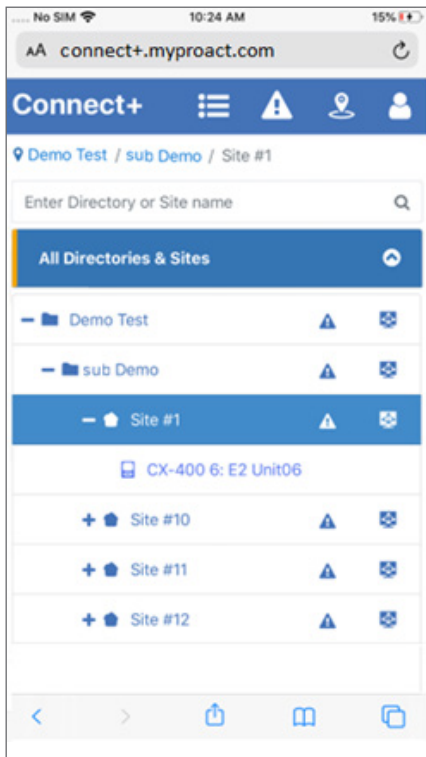 .... No SIM 10:24 AM 15%
AA connect+.myproact.com
Connect+
Demo Test / sub Demo / Site #1
Enter Directory or Site name
All Directories & Sites
Demo Test
sub Demo
Site #1
CX-400 6: E2 Unit06
Site #10
Site #11
Site #12